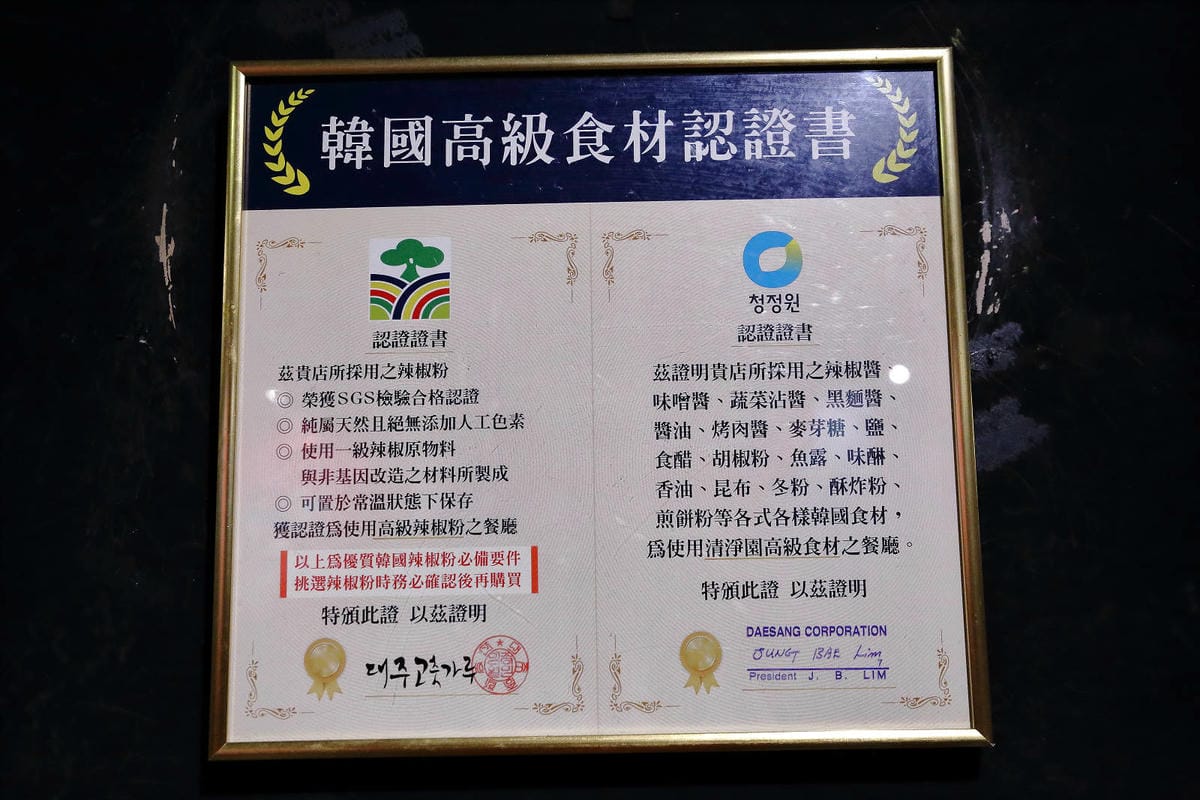 韓國高級食材認證書
認證證書
茲貴店所採用之辣椒粉
◎ 榮獲SGS檢驗合格認證
◎ 純屬天然且絕無添加人工色素
◎ 使用一級辣椒原物料
與非基因改造之材料所製成
◎ 可置於常溫狀態下保存
獲認證爲使用高級辣椒粉之餐廳
以上爲優質韓國辣椒粉必備要件
挑選辣椒粉時務必確認後再購買
特頒此證 以茲證明
대주고춧가루
청정원
認證證書
茲證明貴店所採用之辣椒醬、
味噌醬、蔬菜沾醬、黑麵醬、
醬油、烤肉醬、麥芽糖、鹽、
食醋、胡椒粉、魚露、味醂、
香油、昆布、冬粉、酥炸粉、
煎餅粉等各式各樣韓國食材，
爲使用清淨園高級食材之餐廳。
特頒此證 以茲證明
DAESANG CORPORATION
JUNGT BAE Lim
President J. B. LIM